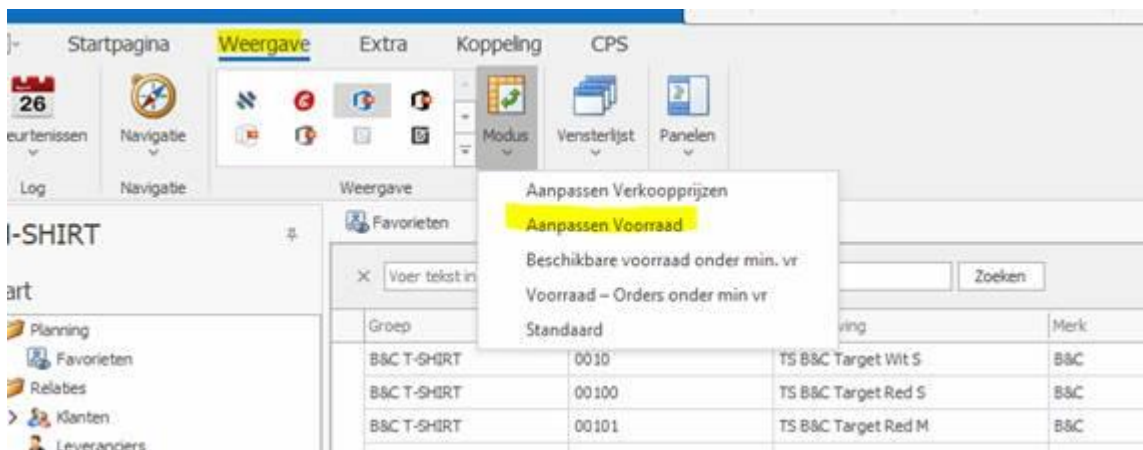 Startpagina Weergave Extra Koppeling CPS
26
Navigatie Modus Vensterlijst Panelen
Log Navigatie Weergave
Aanpassen Verkoopprijzen
Aanpassen Voorraad
Beschikbare voorraad onder min. vr
Voorraad – Orders onder min vr
Standaard
-SHIRT
Favorieten
Voer tekst in
Zoeken
art
Planning
Favorieten
Relaties
Klanten
Leveranciers
Groep ving Merk
B&C T-SHIRT 0010 TS B&C Target Wit S B&C
B&C T-SHIRT 00100 TS B&C Target Red S B&C
B&C T-SHIRT 00101 TS B&C Target Red M B&C